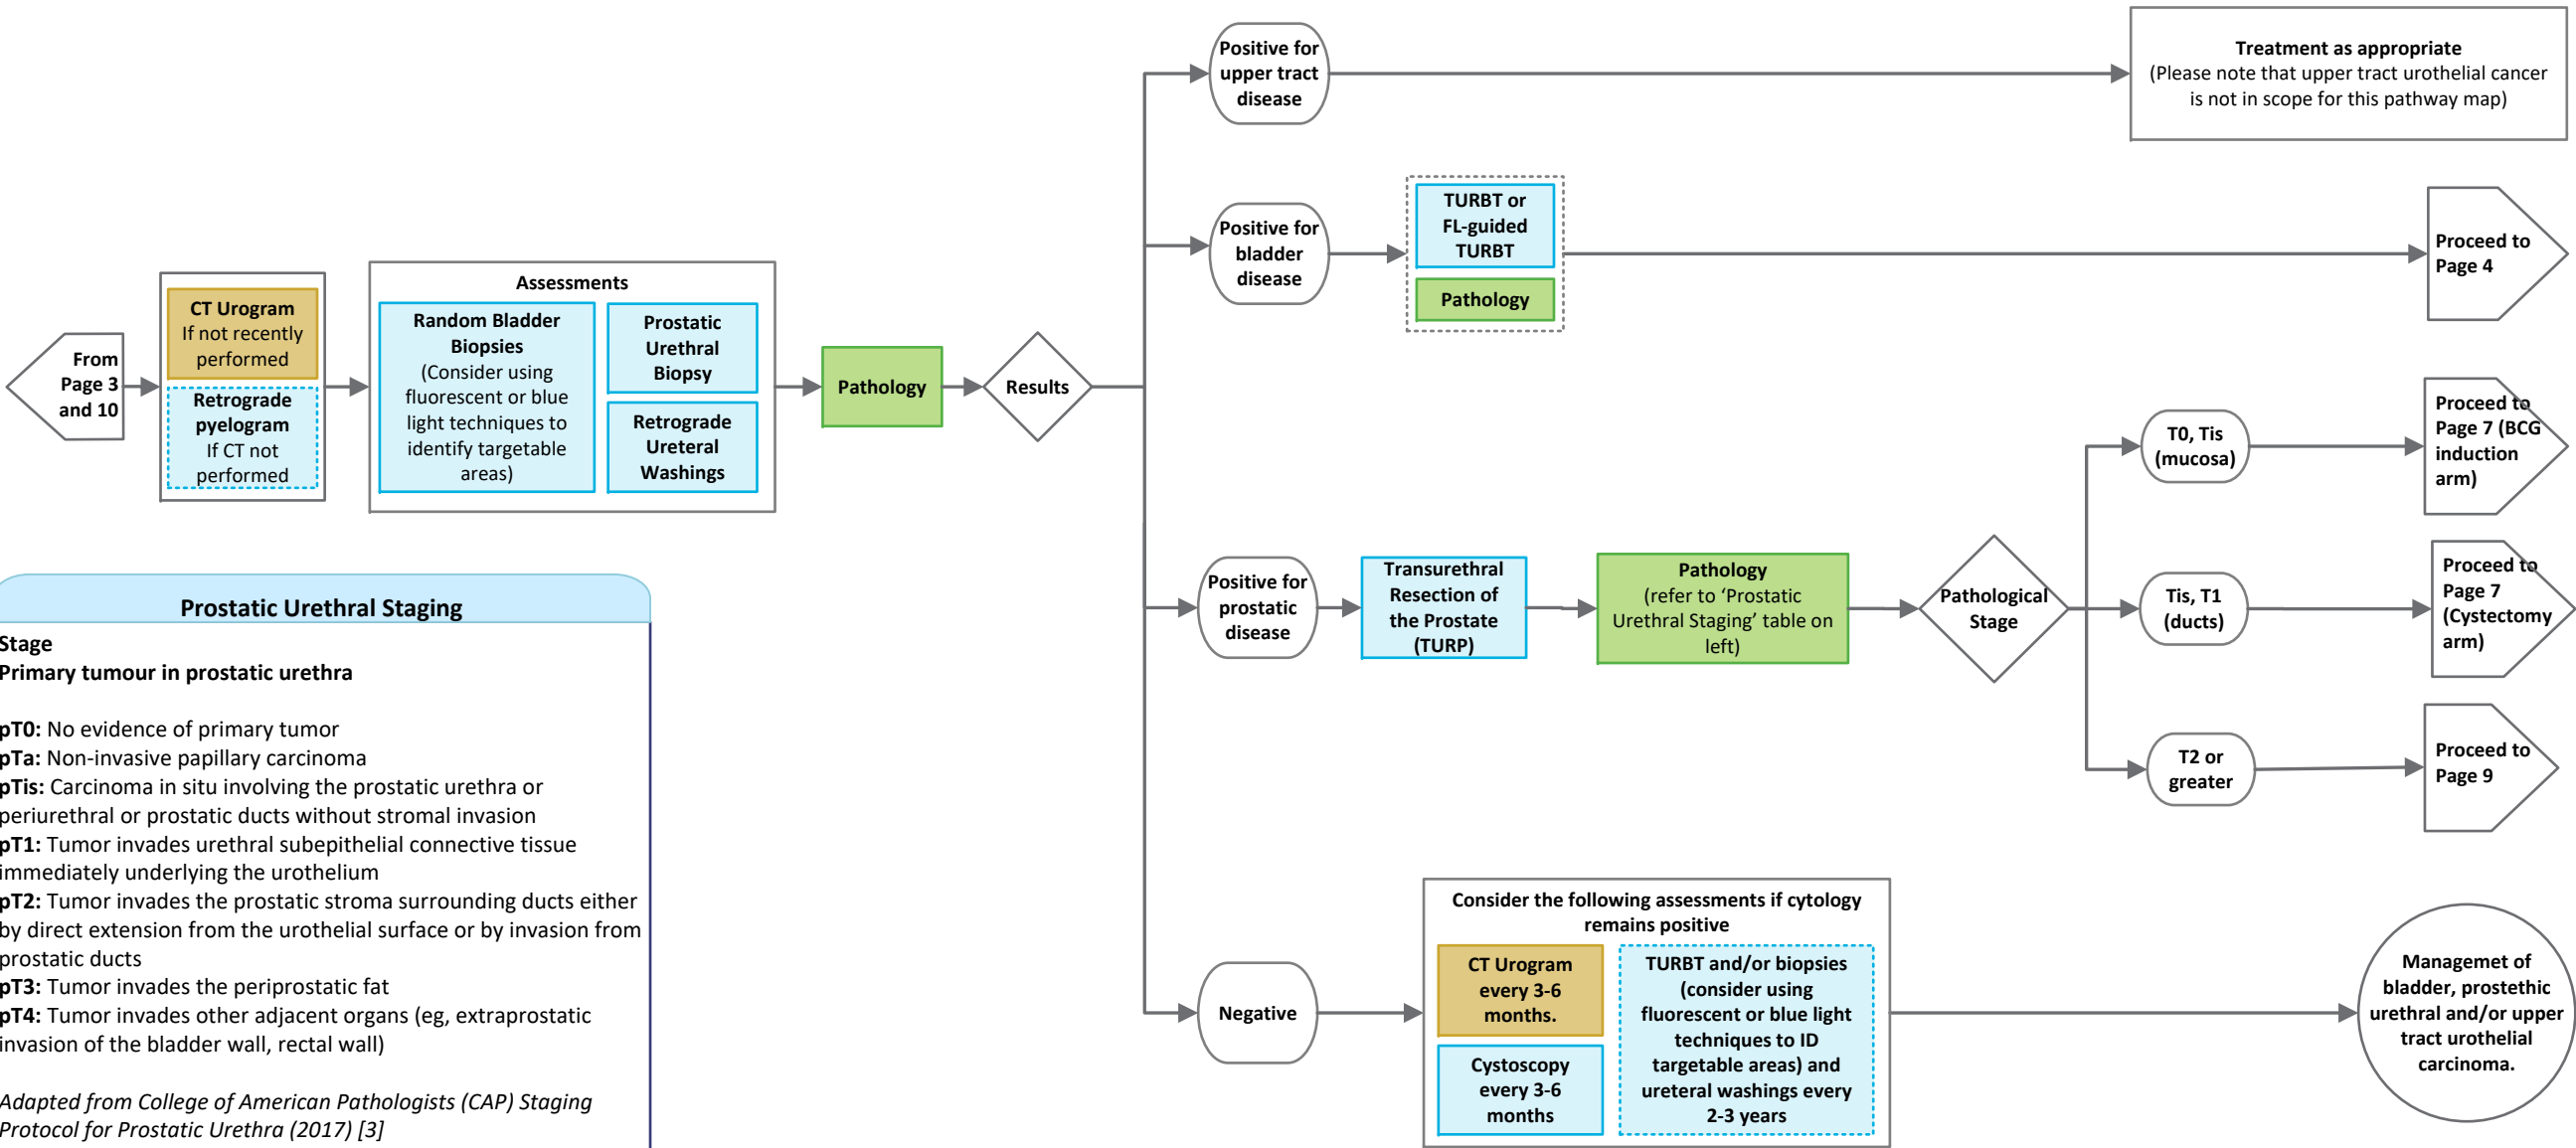 From
Page 3
and 10
CT Urogram
If not recently
performed
Retrograde
pyelogram
If CT not
performed
Assessments
Random Bladder
Biopsies
(Consider using
fluorescent or blue
light techniques to
identify targetable
areas)
Prostatic
Urethral
Biopsy
Retrograde
Ureteral
Washings
Pathology
Results
Positive for
upper tract
disease
Treatment as appropriate
(Please note that upper tract urothelial cancer
is not in scope for this pathway map)
Positive for
bladder
disease
TURBT or
FL-guided
TURBT
Pathology
Proceed to
Page 4
Positive for
prostatic
disease
Transurethral
Resection of
the Prostate
(TURP)
Pathology
(refer to ‘Prostatic
Urethral Staging’ table on
left)
Pathological
Stage
T0, Tis
(mucosa)
Proceed to
Page 7 (BCG
induction
arm)
Tis, T1
(ducts)
Proceed to
Page 7
(Cystectomy
arm)
T2 or
greater
Proceed to
Page 9
Negative
Consider the following assessments if cytology
remains positive
CT Urogram
every 3-6
months.
Cystoscopy
every 3-6
months
TURBT and/or biopsies
(consider using
fluorescent or blue light
techniques to ID
targetable areas) and
ureteral washings every
2-3 years
Managemet of
bladder, prostethic
urethral and/or upper
tract urothelial
carcinoma.
Prostatic Urethral Staging
Stage
Primary tumour in prostatic urethra
pT0: No evidence of primary tumor
pTa: Non-invasive papillary carcinoma
pTis: Carcinoma in situ involving the prostatic urethra or
periurethral or prostatic ducts without stromal invasion
pT1: Tumor invades urethral subepithelial connective tissue
immediately underlying the urothelium
pT2: Tumor invades the prostatic stroma surrounding ducts either
by direct extension from the urothelial surface or by invasion from
prostatic ducts
pT3: Tumor invades the periprostatic fat
pT4: Tumor invades other adjacent organs (eg, extraprostatic
invasion of the bladder wall, rectal wall)
Adapted from College of American Pathologists (CAP) Staging
Protocol for Prostatic Urethra (2017) [3]